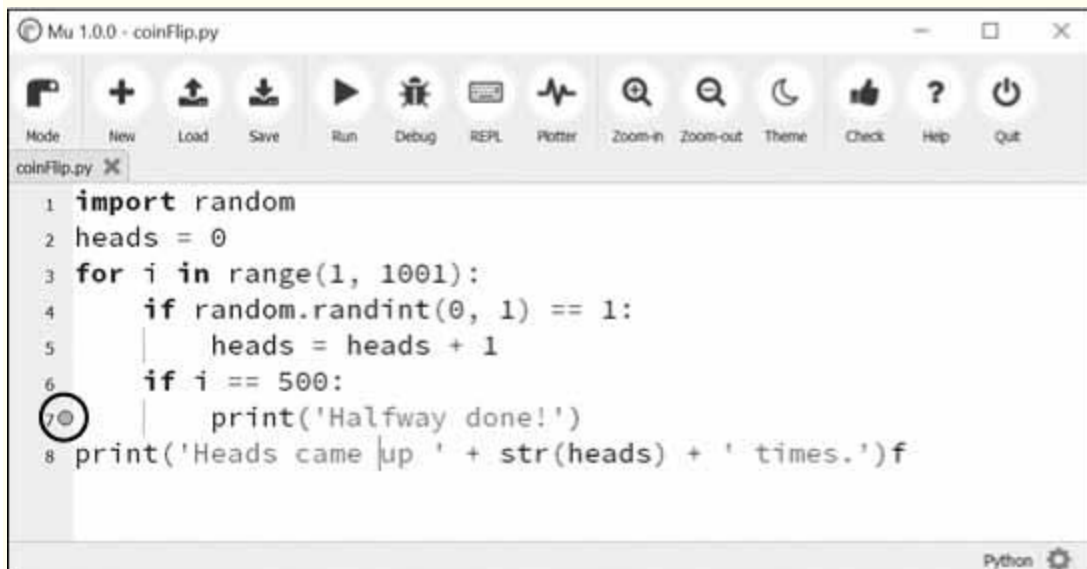 Mu 1.0.0 - coinFlip.py
Mode New Load Save Run Debug REPL Plotter Zoom-in Zoom-out Theme Check ? Help Quit
coinFlip.py
1 import random
2 heads = 0
3 for i in range(1, 1001):
4     if random.randint(0, 1) == 1:
5         heads = heads + 1
6     if i == 500:
7         print('Halfway done!')
8 print('Heads came up ' + str(heads) + ' times.')f
Python